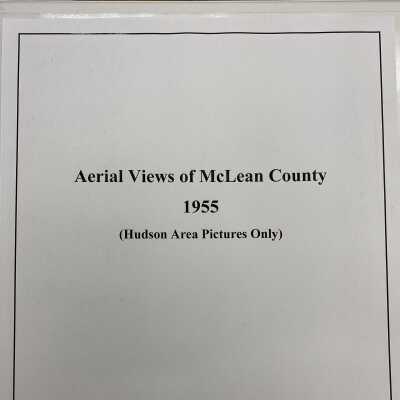 Aerial Views of McLean County
1955
(Hudson Area Pictures Only)